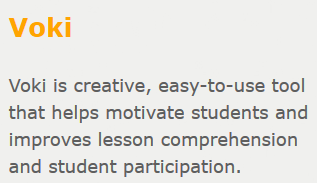 Voki
Voki is creative, easy-to-use tool
that helps motivate students and
improves lesson comprehension
and student participation.